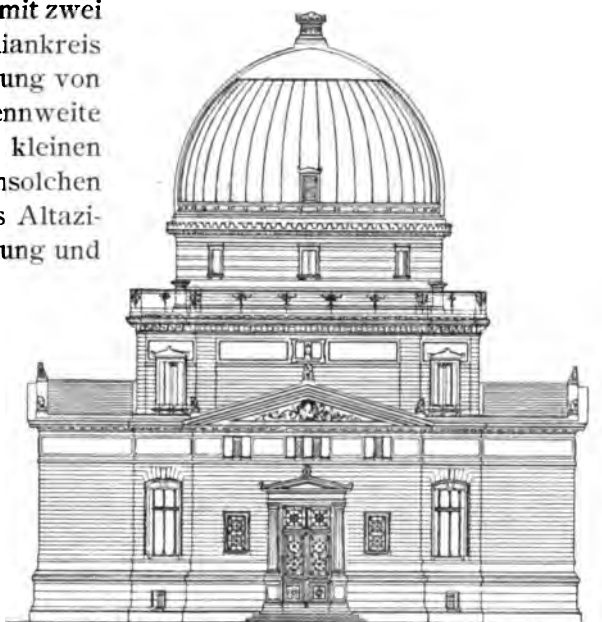 mit zwei
iankreis
ung von
ennweite
kleinen
nsolchen
s Altazi-
ung und